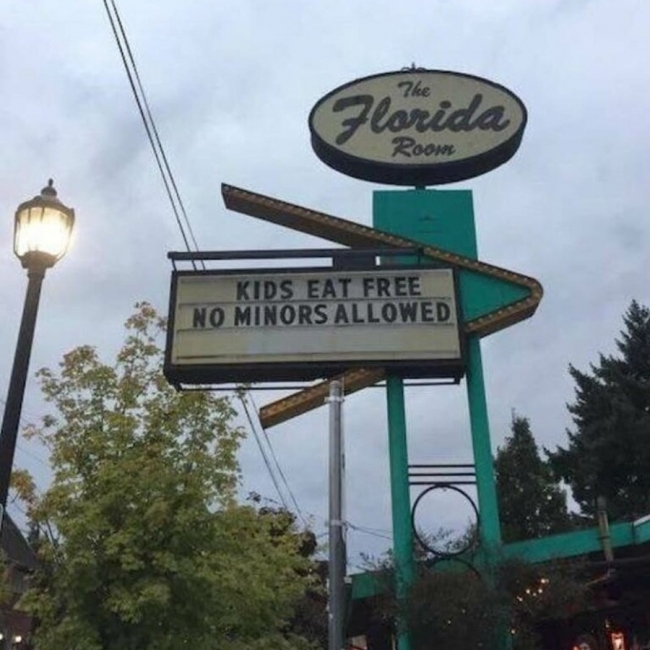 The
Florida
Room
KIDS EAT FREE
NO MINORS ALLOWED